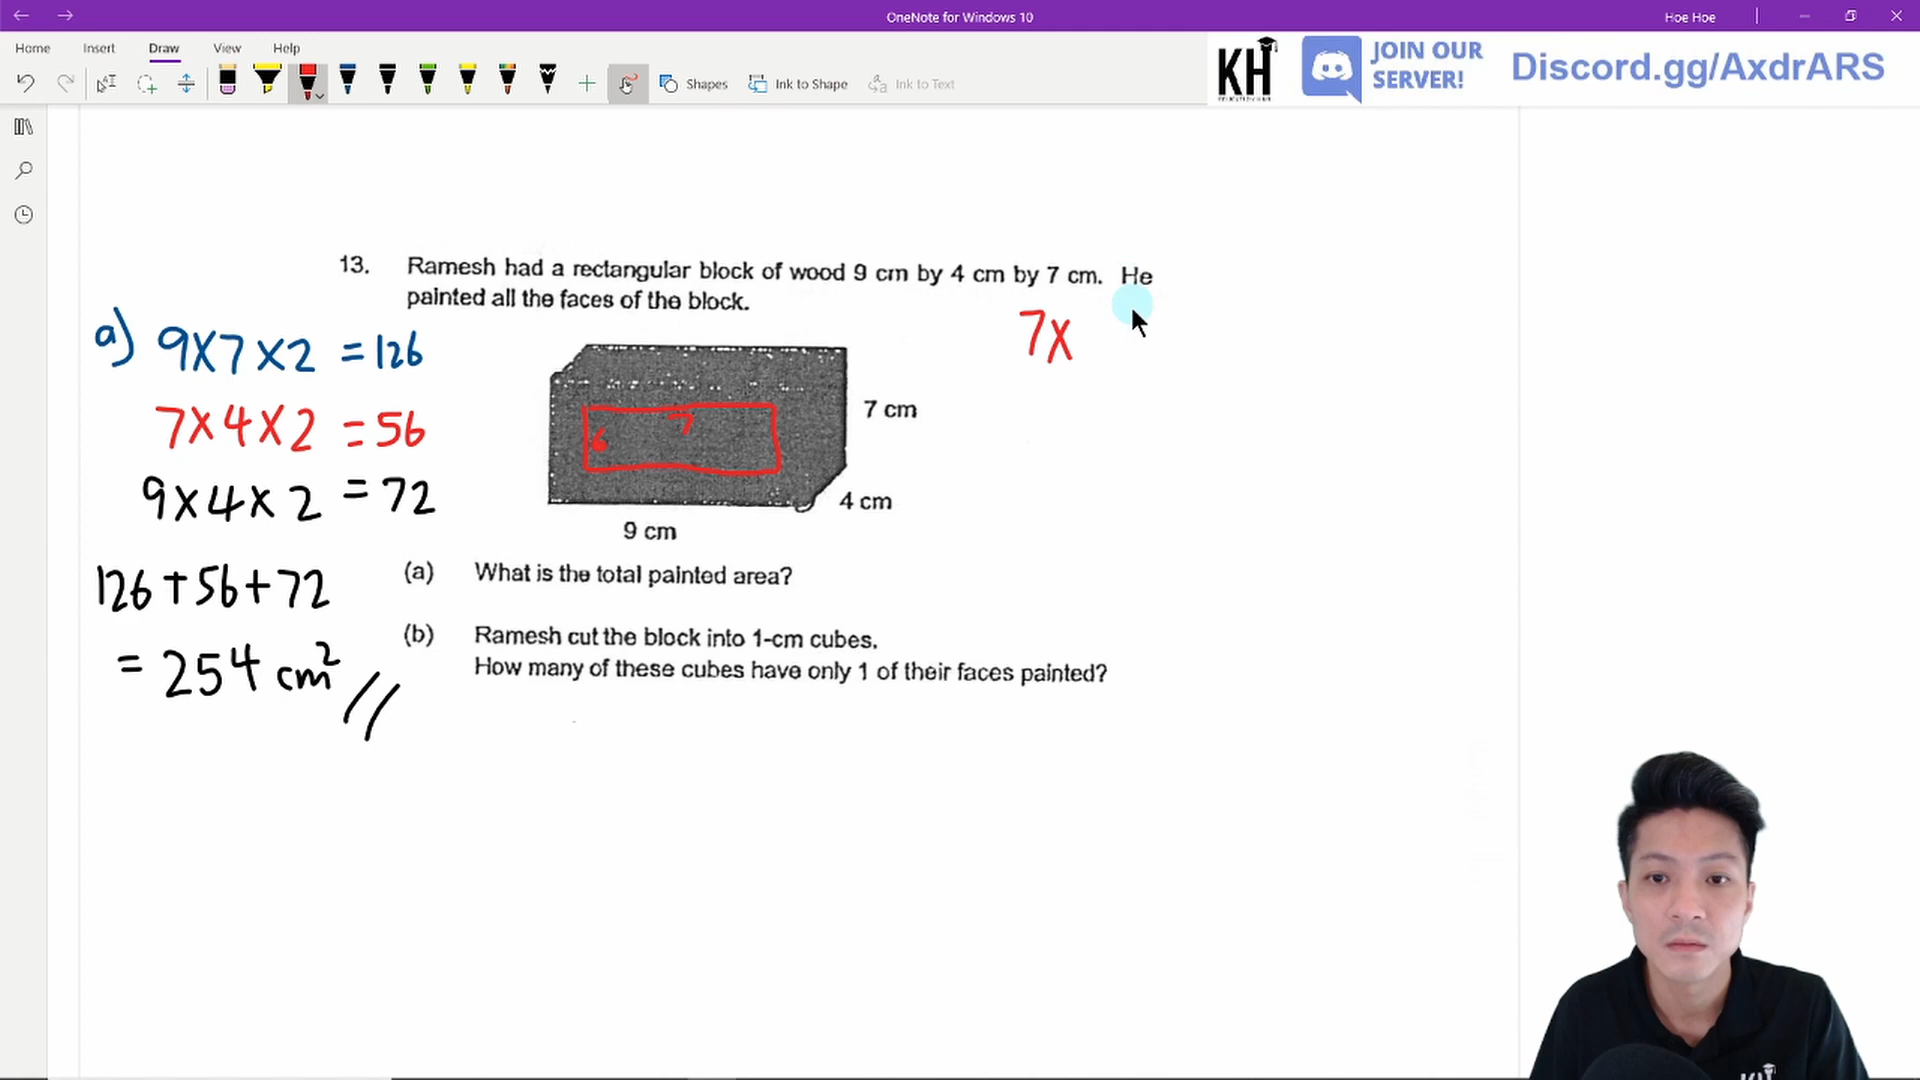 OneNote for Windows 10
Hoe Hoe
Home Insert Draw View Help
Shapes Ink to Shape Ink to Text
KH
JOIN OUR
SERVER!
Discord.gg/AxdrARS
13. Ramesh had a rectangular block of wood 9 cm by 4 cm by 7 cm. He
painted all the faces of the block.
a) 9x7x2 =126
7x4x2 =56
9x4x2 =72
126+56+72
= 254 cm² //
7x
7
6
7 cm
4 cm
9 cm
(a) What is the total painted area?
(b) Ramesh cut the block into 1-cm cubes.
How many of these cubes have only 1 of their faces painted?
KH